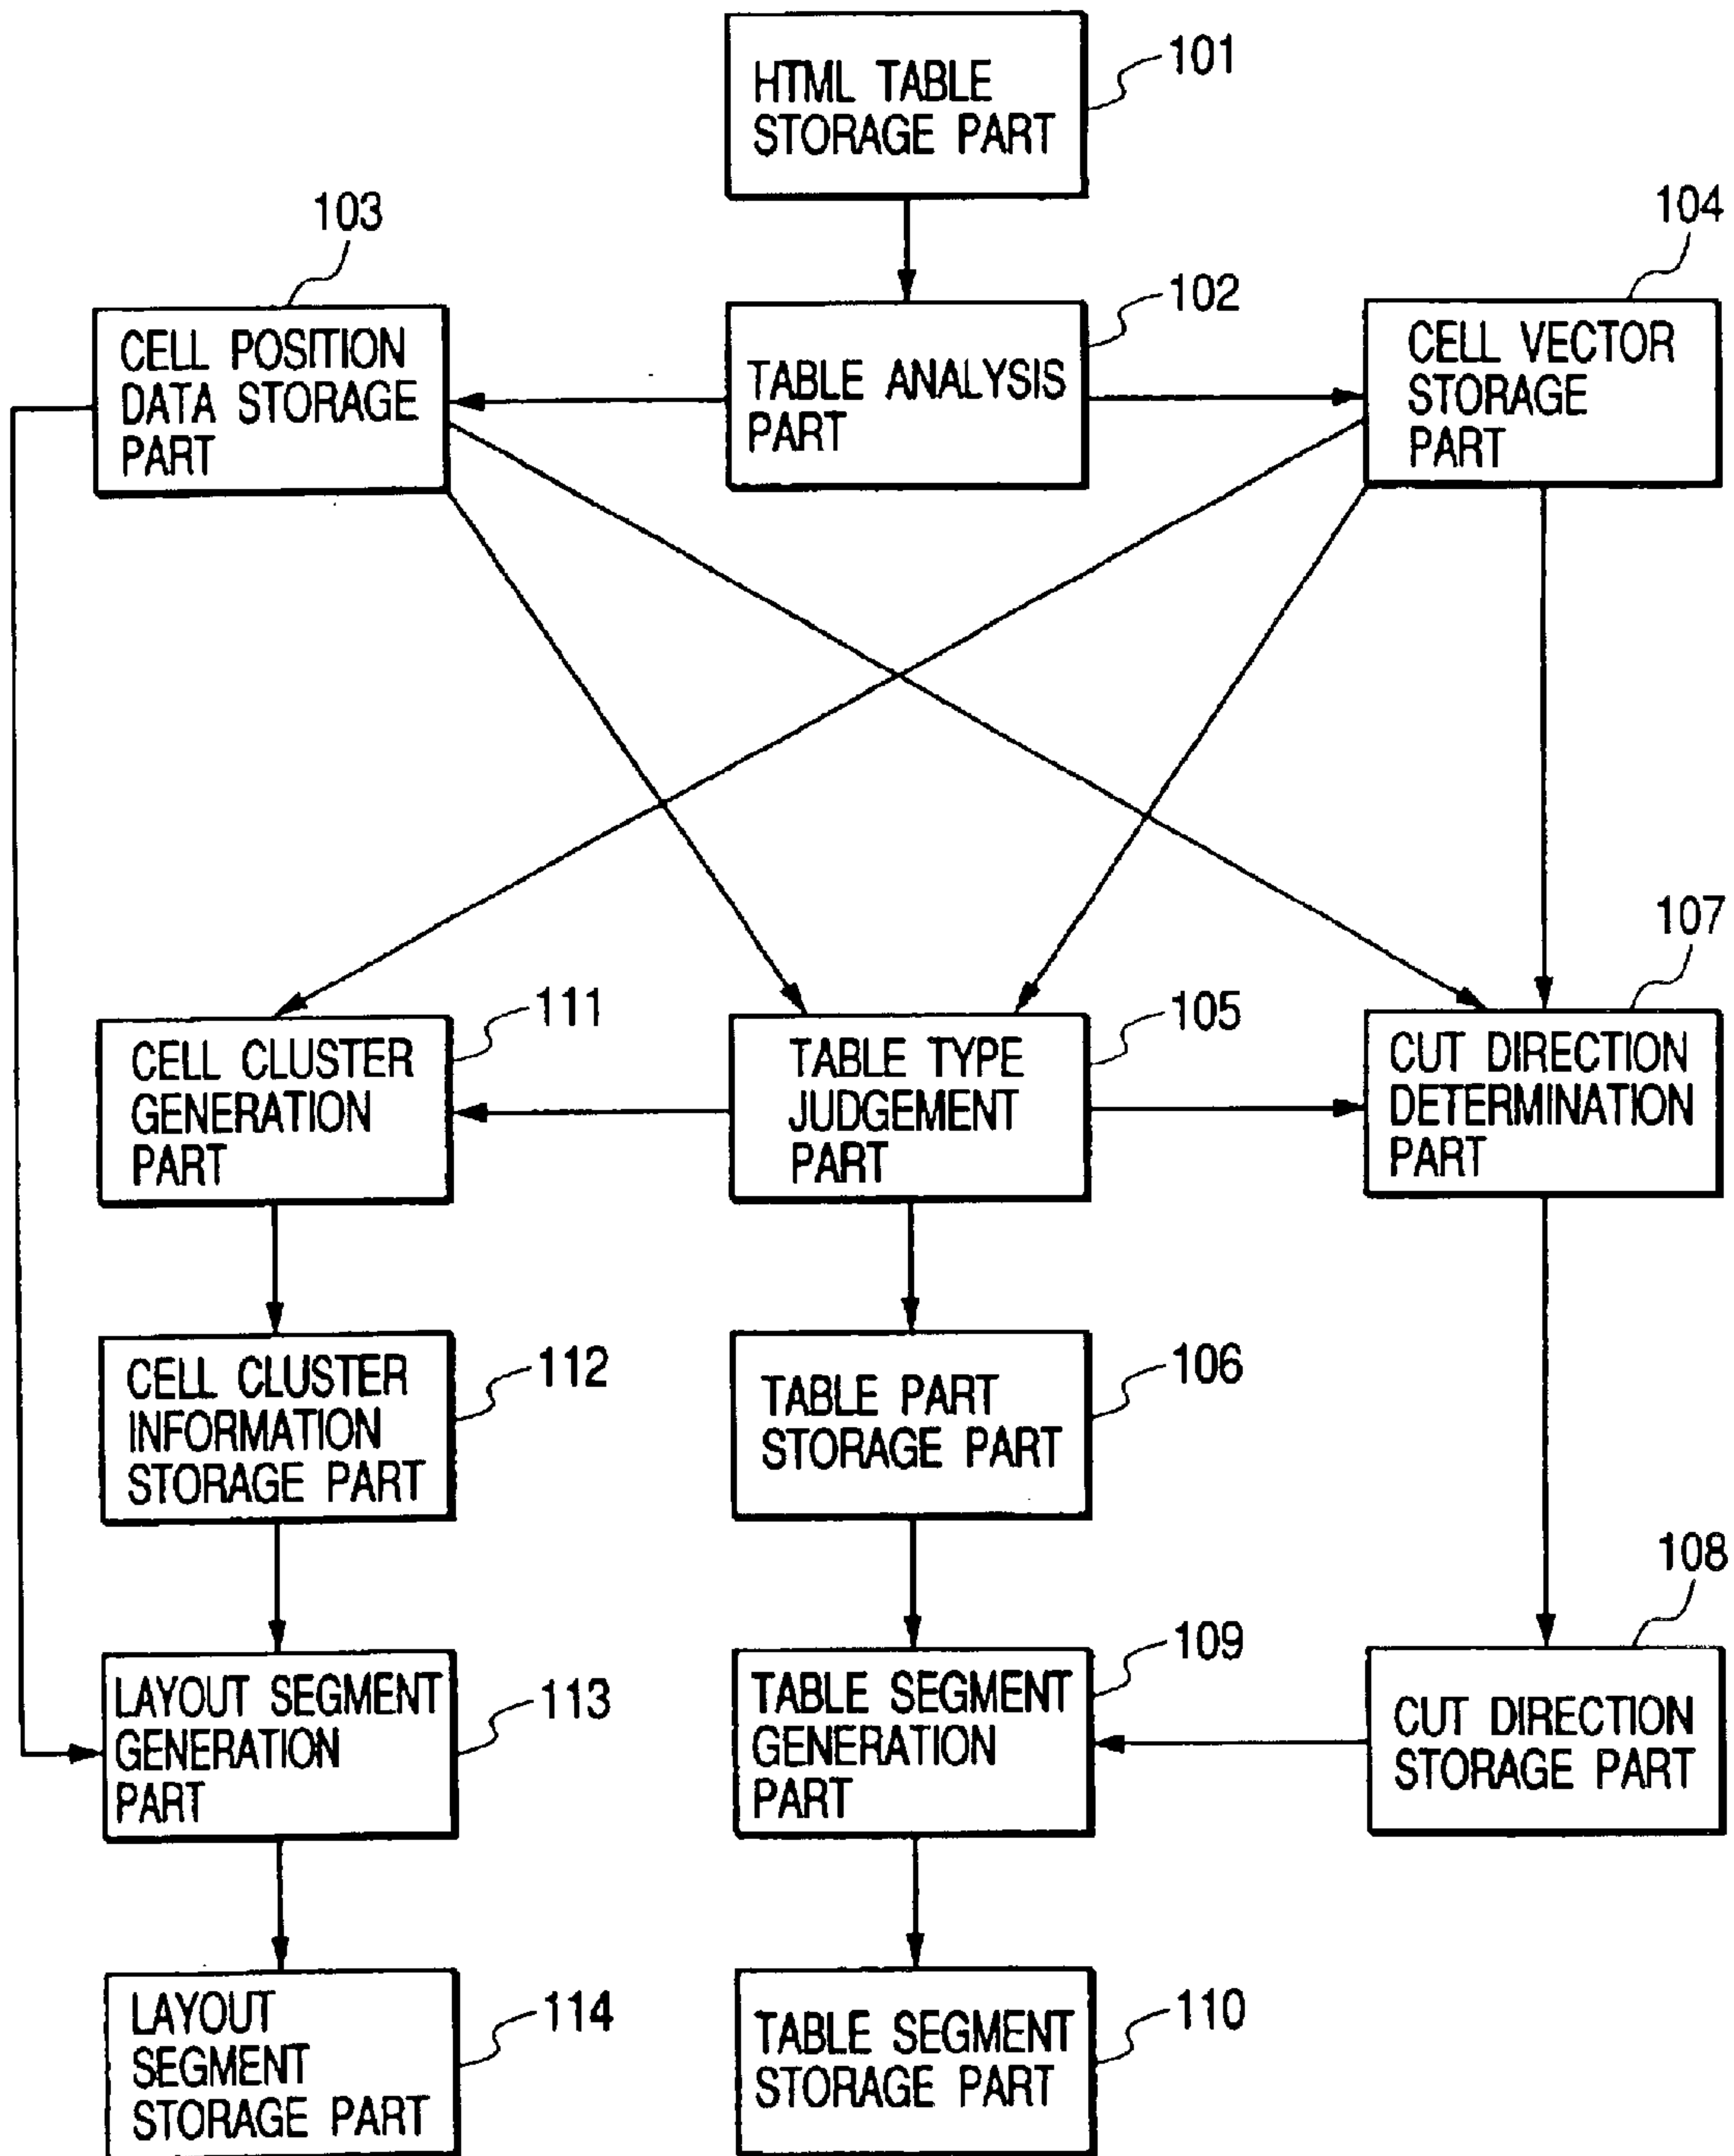 HTML TABLE
STORAGE PART
101
103
104
CELL POSITION
DATA STORAGE
PART
TABLE ANALYSIS
PART
102
CELL VECTOR
STORAGE
PART
107
CELL CLUSTER
GENERATION
PART
111
TABLE TYPE
JUDGEMENT
PART
105
CUT DIRECTION
DETERMINATION
PART
CELL CLUSTER
INFORMATION
STORAGE PART
112
TABLE PART
STORAGE PART
106
108
LAYOUT SEGMENT
GENERATION
PART
113
TABLE SEGMENT
GENERATION
PART
109
CUT DIRECTION
STORAGE PART
LAYOUT
SEGMENT
STORAGE PART
114
TABLE SEGMENT
STORAGE PART
110